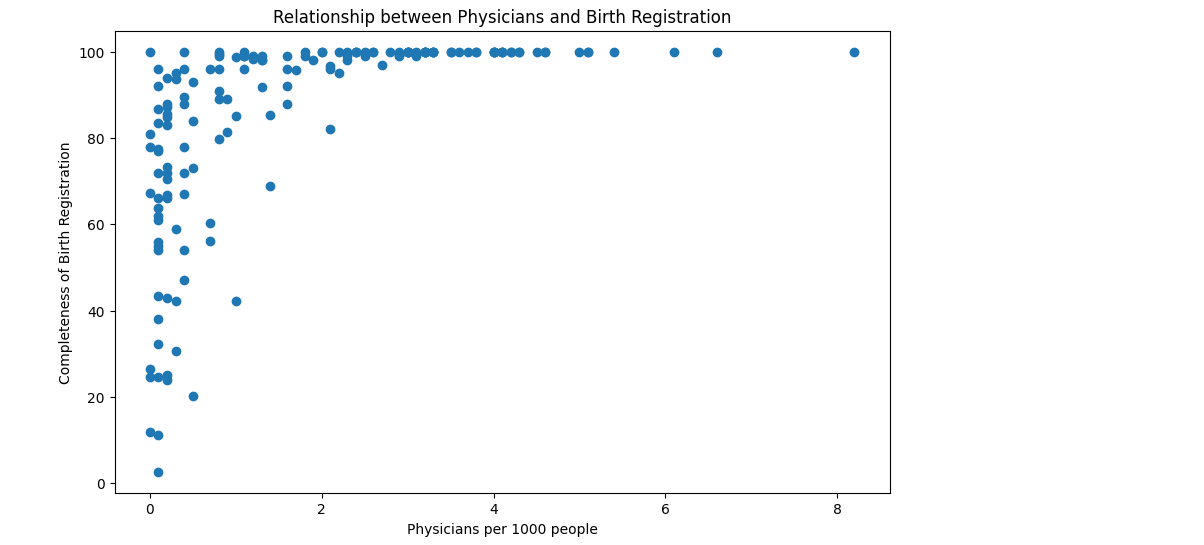 Relationship between Physicians and Birth Registration
100
80
60
40
20
0
Completeness of Birth Registration
0 2 4 6 8
Physicians per 1000 people